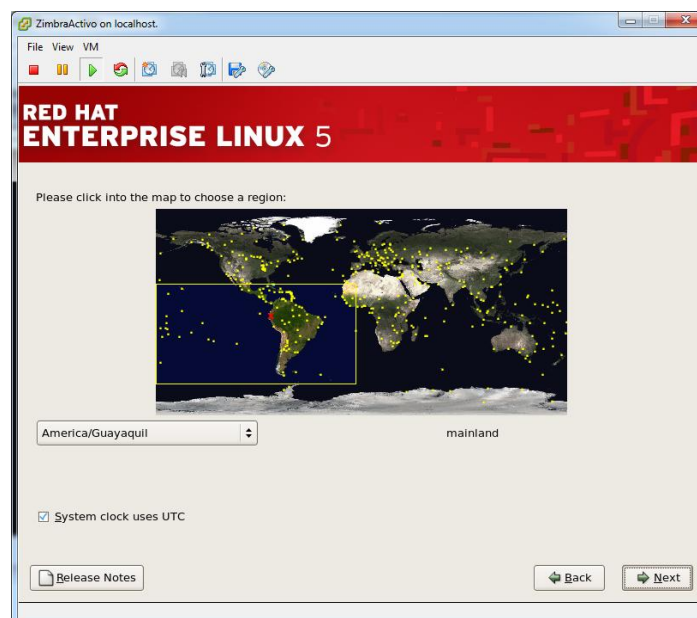 ZimbraActivo on localhost.
File View VM
RED HAT
ENTERPRISE LINUX 5
Please click into the map to choose a region:
America/Guayaquil
mainland
System clock uses UTC
Release Notes
Back
Next